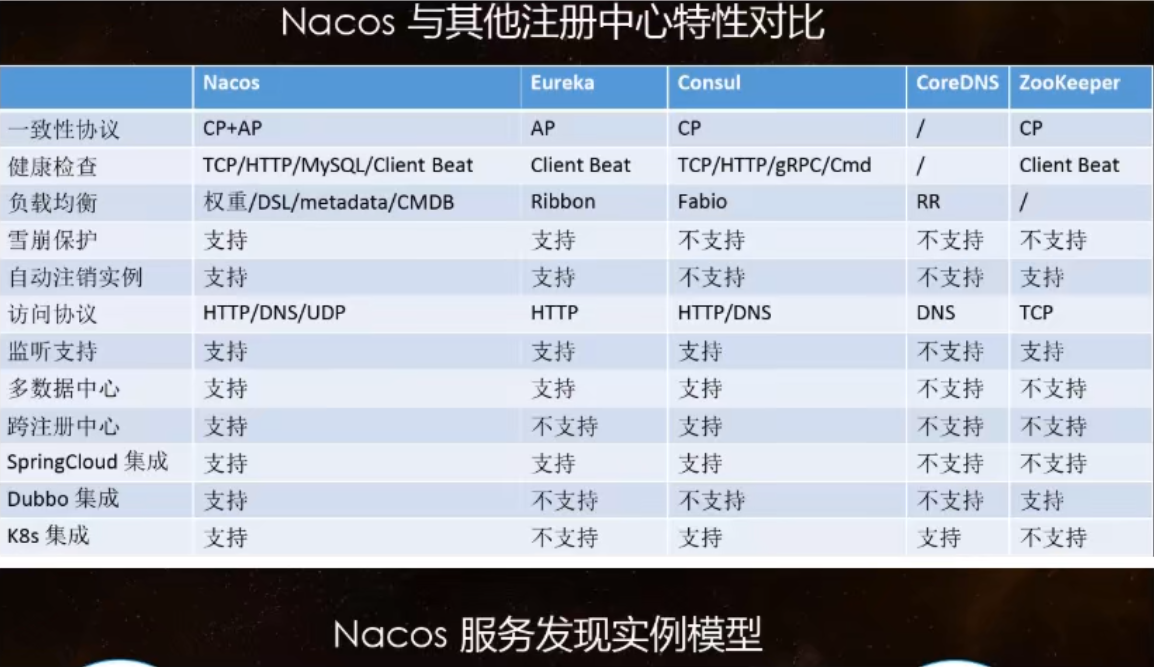 Nacos 与其他注册中心特性对比
Nacos Eureka Consul CoreDNS ZooKeeper
一致性协议 CP+AP AP CP / CP
健康检查 TCP/HTTP/MySQL/Client Beat Client Beat TCP/HTTP/gRPC/Cmd / Client Beat
负载均衡 权重/DSL/metadata/CMDB Ribbon Fabio RR /
雪崩保护 支持 支持 不支持 不支持 不支持
自动注销实例 支持 支持 不支持 不支持 支持
访问协议 HTTP/DNS/UDP HTTP HTTP/DNS DNS TCP
监听支持 支持 支持 支持 不支持 支持
多数据中心 支持 支持 支持 不支持 不支持
跨注册中心 支持 不支持 支持 不支持 不支持
SpringCloud 集成 支持 支持 支持 不支持 不支持
Dubbo 集成 支持 不支持 不支持 不支持 支持
K8s 集成 支持 不支持 支持 支持 不支持
Nacos 服务发现实例模型